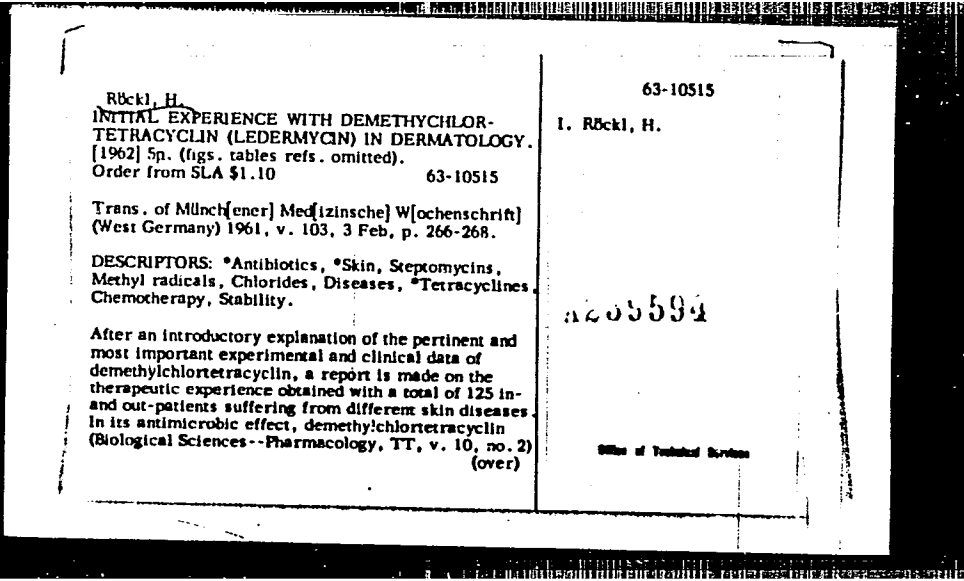 Röckl, H.
INITIAL EXPERIENCE WITH DEMETHYCHLOR-
TETRACYCLIN (LEDERMYCIN) IN DERMATOLOGY.
[1962] 5p. (figs. tables refs. omitted).
Order from SLA $1.10 63-10515
Trans. of Münch[ener] Med[izinsche] W[ochenschrift]
(West Germany) 1961, v. 103, 3 Feb, p. 266-268.
DESCRIPTORS: *Antibiotics, *Skin, Steptomycins,
Methyl radicals, Chlorides, Diseases, *Tetracyclines,
Chemotherapy, Stability.
After an introductory explanation of the pertinent and
most important experimental and clinical data of
demethylchlortetracyclin, a report is made on the
therapeutic experience obtained with a total of 125 in-
and out-patients suffering from different skin diseases.
In its antimicrobic effect, demethylchlortetracyclin
(Biological Sciences--Pharmacology, TT, v. 10, no. 2)
(over)
63-10515
I. Röckl, H.
Office of Technical Services